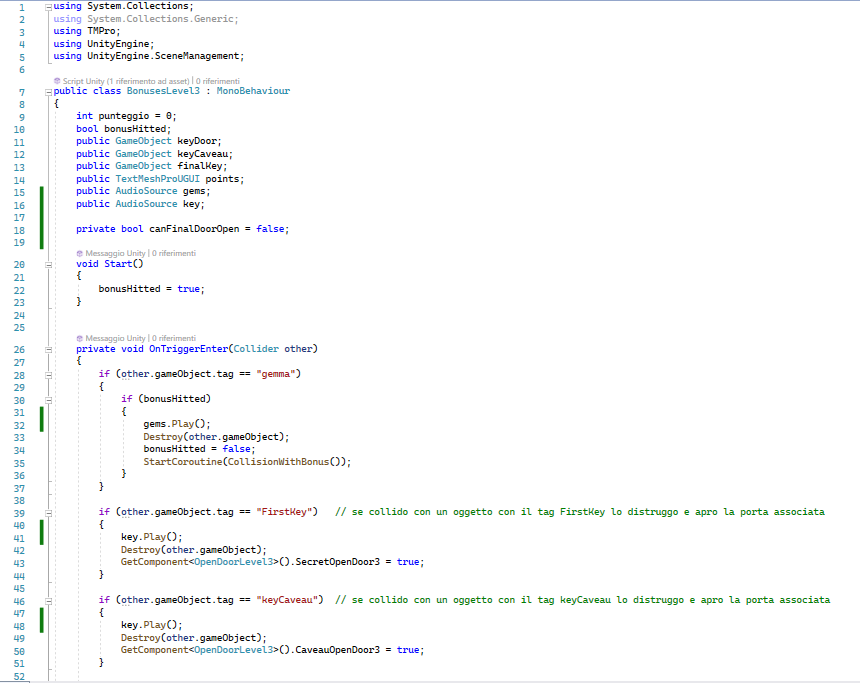 1 using System.Collections;
2 using System.Collections.Generic;
3 using TMPro;
4 using UnityEngine;
5 using UnityEngine.SceneManagement;
6
Script Unity (1 riferimento ad asset) | 0 riferimenti
7 public class BonusesLevel3 : MonoBehaviour
8 {
9 int punteggio = 0;
10 bool bonusHitted;
11 public GameObject keyDoor;
12 public GameObject keyCaveau;
13 public GameObject finalKey;
14 public TextMeshProUGUI points;
15 public AudioSource gems;
16 public AudioSource key;
17
18 private bool canFinalDoorOpen = false;
19
Messaggio Unity | 0 riferimenti
20 void Start()
21 {
22 bonusHitted = true;
23 }
24
25
Messaggio Unity | 0 riferimenti
26 private void OnTriggerEnter(Collider other)
27 {
28 if (other.gameObject.tag == "gemma")
29 {
30 if (bonusHitted)
31 {
32 gems.Play();
33 Destroy(other.gameObject);
34 bonusHitted = false;
35 StartCoroutine(CollisionWithBonus());
36 }
37 }
38
39 if (other.gameObject.tag == "FirstKey") // se collido con un oggetto con il tag FirstKey lo distruggo e apro la porta associata
40 {
41 key.Play();
42 Destroy(other.gameObject);
43 GetComponent<OpenDoorLevel3>().SecretOpenDoor3 = true;
44 }
45
46 if (other.gameObject.tag == "keyCaveau") // se collido con un oggetto con il tag keyCaveau lo distruggo e apro la porta associata
47 {
48 key.Play();
49 Destroy(other.gameObject);
50 GetComponent<OpenDoorLevel3>().CaveauOpenDoor3 = true;
51 }
52